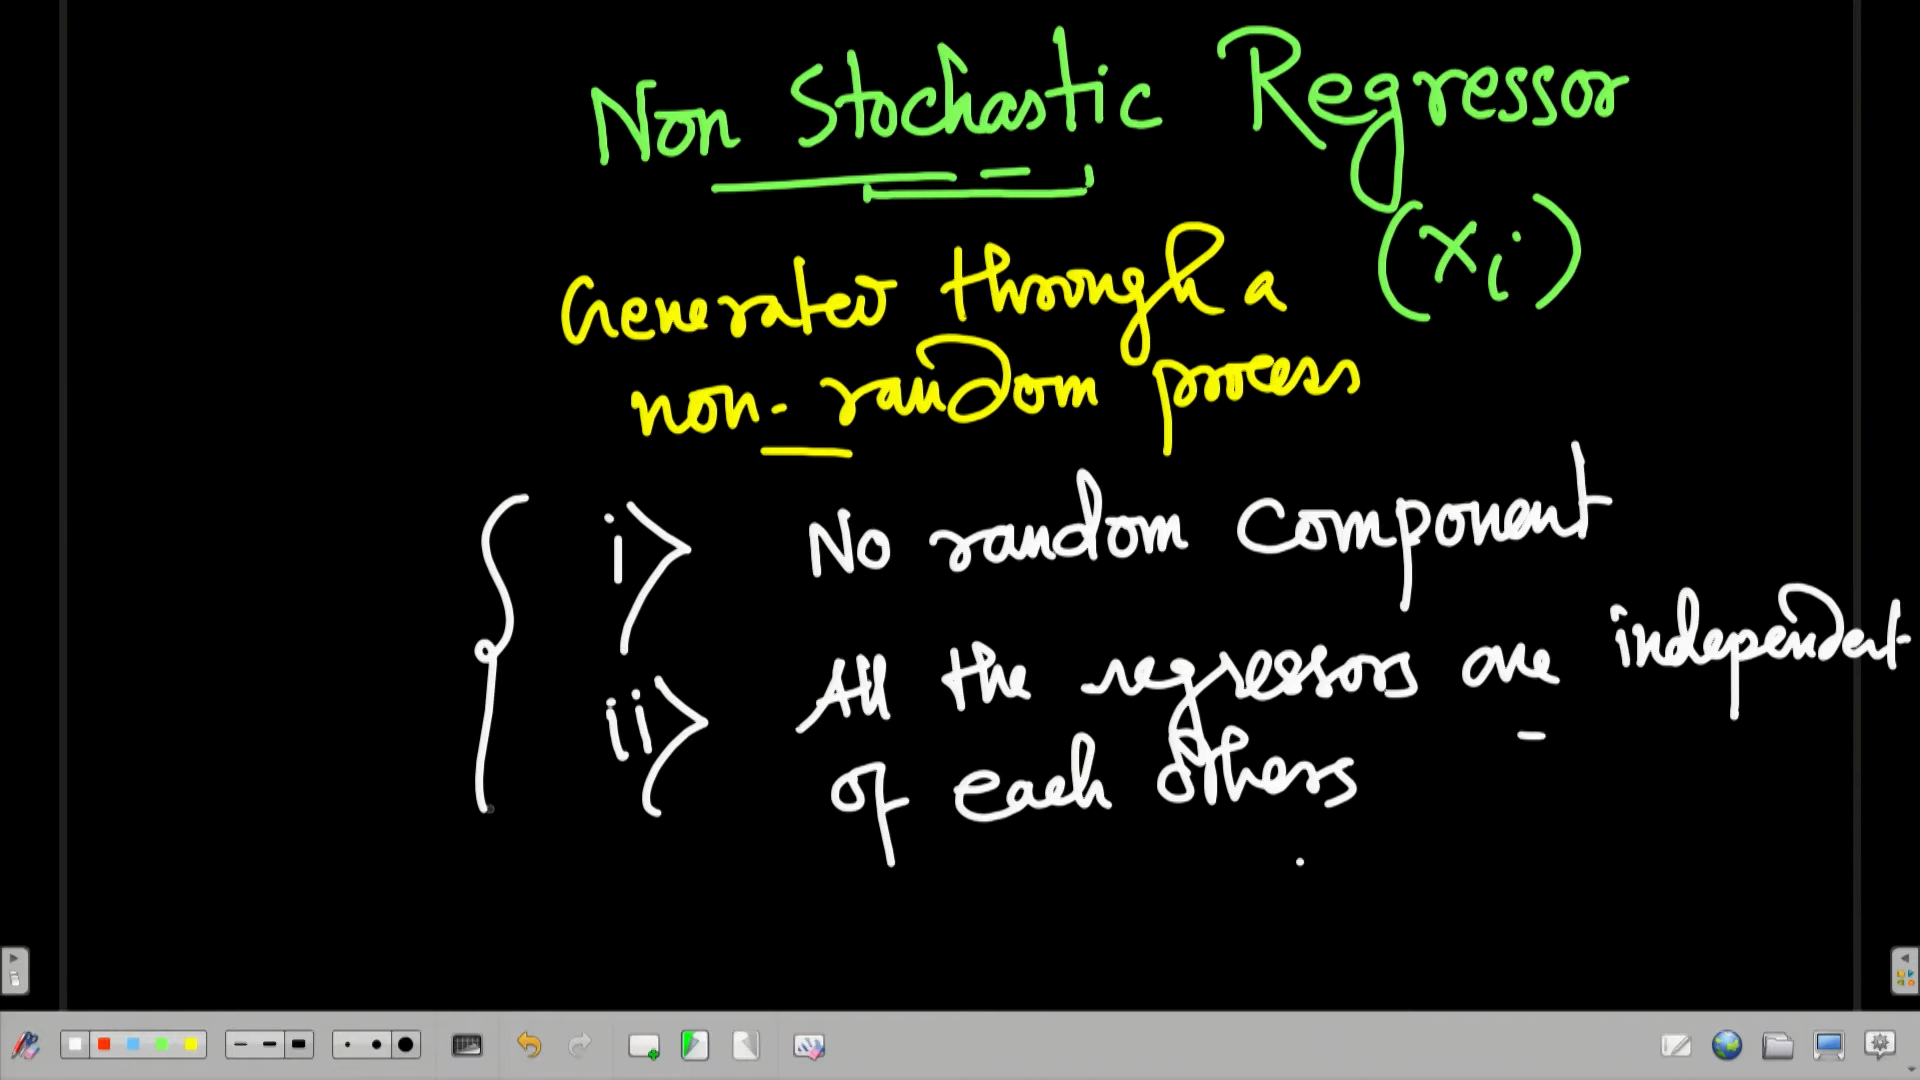 Non Stochastic Regressor
(Xi)
Generated through a
non-random process
i> No random component
ii> All the regressors are independent
of each others